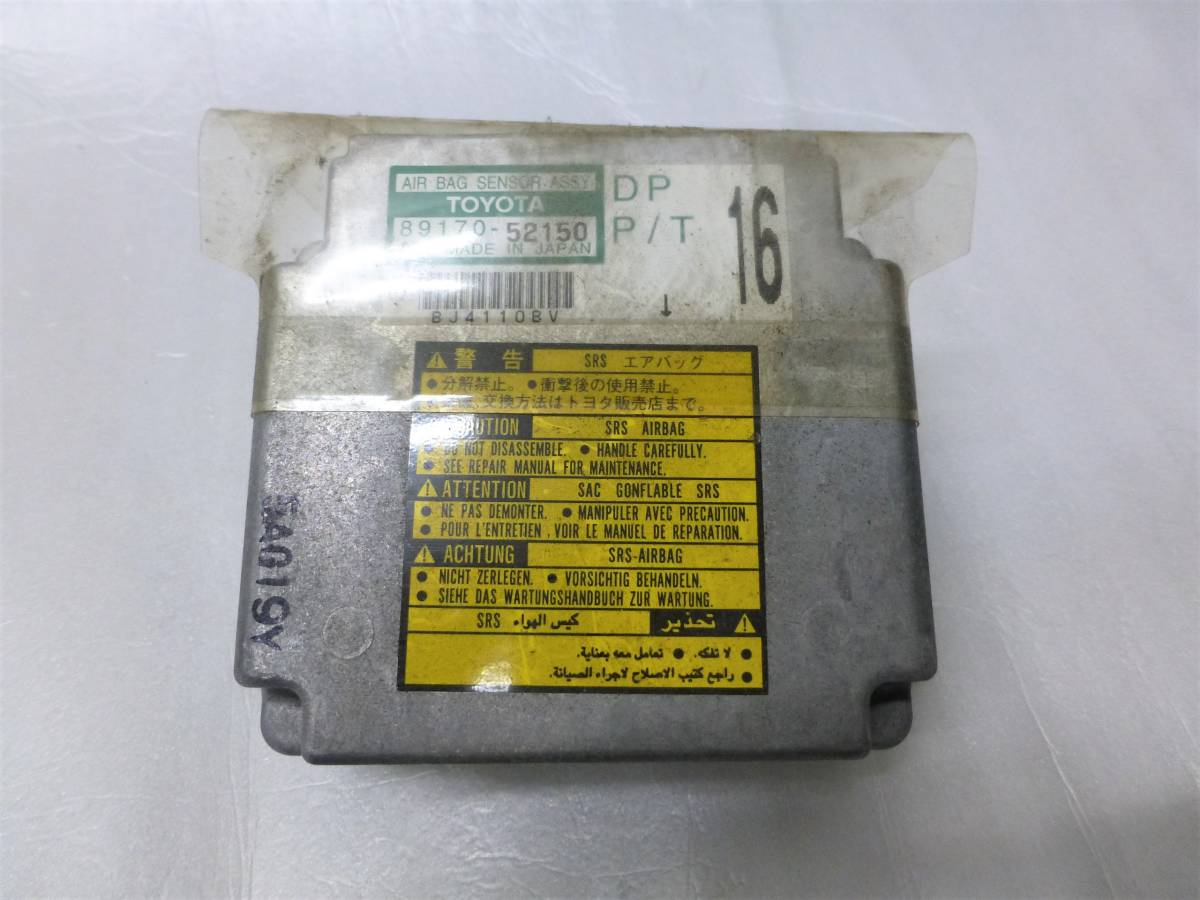 AIR BAG SENSOR ASSY
TOYOTA
89170-52150
MADE IN JAPAN
DP
P/T
16
BJ4110BV
警告 SRS エアバッグ
●分解禁止。 ●衝撃後の使用禁止。
交換方法はトヨタ販売店まで。
CAUTION SRS AIRBAG
● DO NOT DISASSEMBLE. ● HANDLE CAREFULLY.
● SEE REPAIR MANUAL FOR MAINTENANCE.
ATTENTION SAC GONFLABLE SRS
● NE PAS DEMONTER. ● MANIPULER AVEC PRECAUTION.
● POUR L'ENTRETIEN , VOIR LE MANUEL DE REPARATION.
ACHTUNG SRS-AIRBAG
● NICHT ZERLEGEN. ● VORSICHTIG BEHANDELN.
● SIEHE DAS WARTUNGSHANDBUCH ZUR WARTUNG.
تحذير كيس الهواء SRS
● لا تفكه. ● تعامل معه بعناية.
● راجع كتيب الاصلاح لاجراء الصيانة.
5A019Y